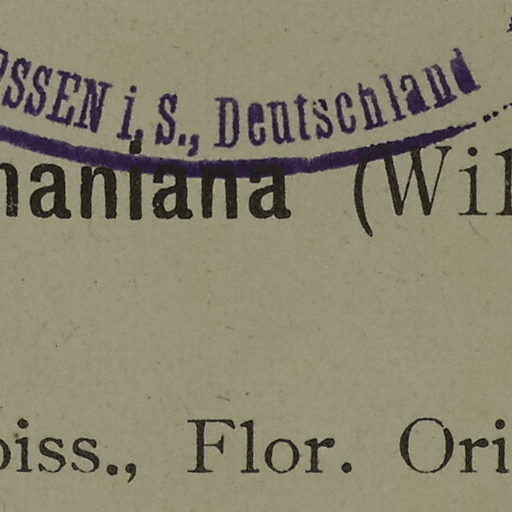 SSEN i. S., Deutschland
maniana (Wil
oiss., Flor. Ori